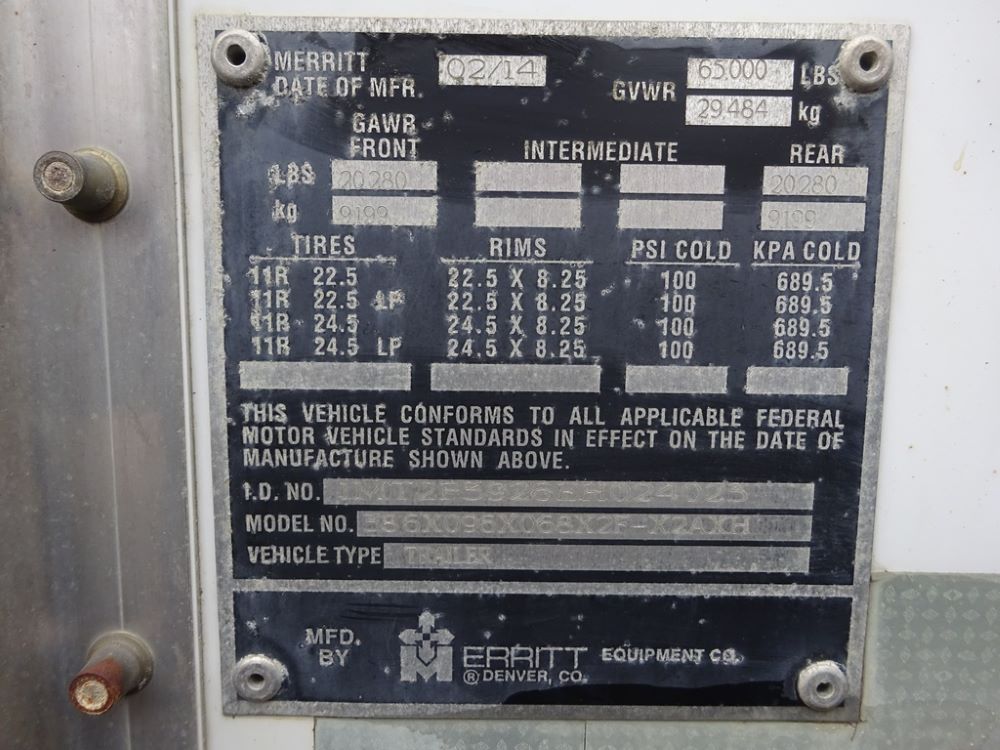 MERRITT
DATE OF MFR. 02/14
GVWR 65,000 LBS
29,484 kg
GAWR
FRONT INTERMEDIATE REAR
LBS 20280 20280
kg 9199 9199
TIRES RIMS PSI COLD KPA COLD
11R 22.5 22.5 X 8.25 100 689.5
11R 22.5 LP 22.5 X 8.25 100 689.5
11R 24.5 24.5 X 8.25 100 689.5
11R 24.5 LP 24.5 X 8.25 100 689.5
THIS VEHICLE CONFORMS TO ALL APPLICABLE FEDERAL
MOTOR VEHICLE STANDARDS IN EFFECT ON THE DATE OF
MANUFACTURE SHOWN ABOVE.
I.D. NO.
MODEL NO.
VEHICLE TYPE TRAILER
MFD.
BY
MERRITT EQUIPMENT CO.
® DENVER, CO.